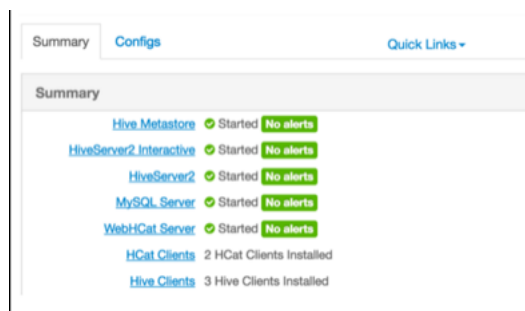 Summary Configs Quick Links
Summary
Hive Metastore Started No alerts
HiveServer2 Interactive Started No alerts
HiveServer2 Started No alerts
MySQL Server Started No alerts
WebHCat Server Started No alerts
HCat Clients 2 HCat Clients Installed
Hive Clients 3 Hive Clients Installed